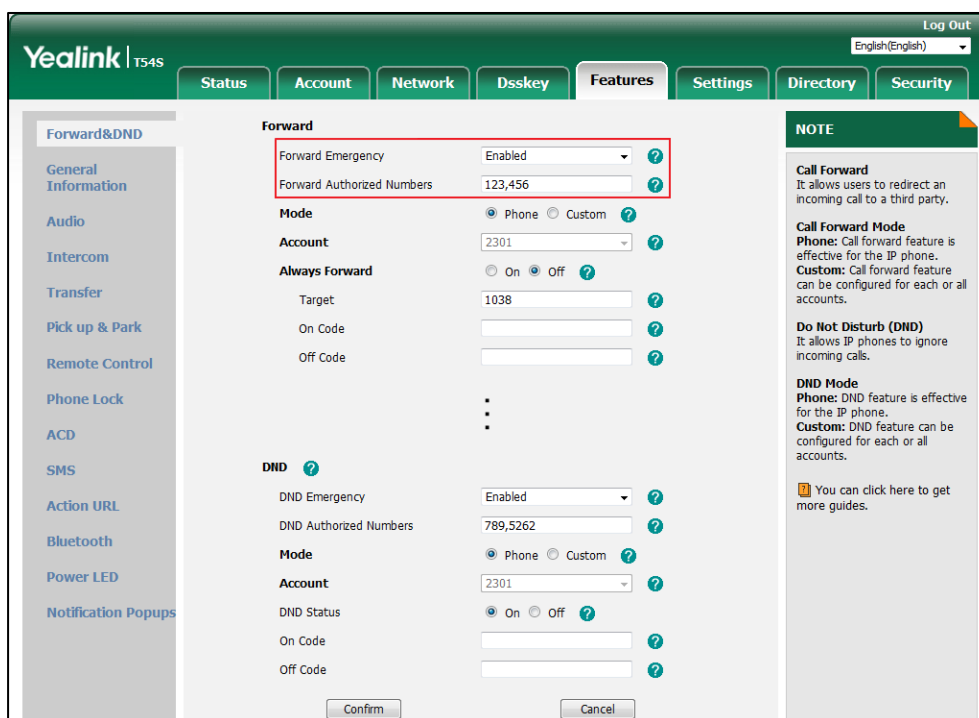 Log Out
English(English)
Yealink T54S
Status Account Network Dsskey Features Settings Directory Security
Forward&DND
General
Information
Audio
Intercom
Transfer
Pick up & Park
Remote Control
Phone Lock
ACD
SMS
Action URL
Bluetooth
Power LED
Notification Popups
Forward
Forward Emergency Enabled ?
Forward Authorized Numbers 123,456 ?
Mode Phone Custom ?
Account 2301 ?
Always Forward On Off ?
Target 1038 ?
On Code ?
Off Code ?
DND ?
DND Emergency Enabled ?
DND Authorized Numbers 789,5262 ?
Mode Phone Custom ?
Account 2301 ?
DND Status On Off ?
On Code ?
Off Code ?
Confirm Cancel
NOTE
Call Forward
It allows users to redirect an
incoming call to a third party.
Call Forward Mode
Phone: Call forward feature is
effective for the IP phone.
Custom: Call forward feature
can be configured for each or all
accounts.
Do Not Disturb (DND)
It allows IP phones to ignore
incoming calls.
DND Mode
Phone: DND feature is effective
for the IP phone.
Custom: DND feature can be
configured for each or all
accounts.
? You can click here to get
more guides.